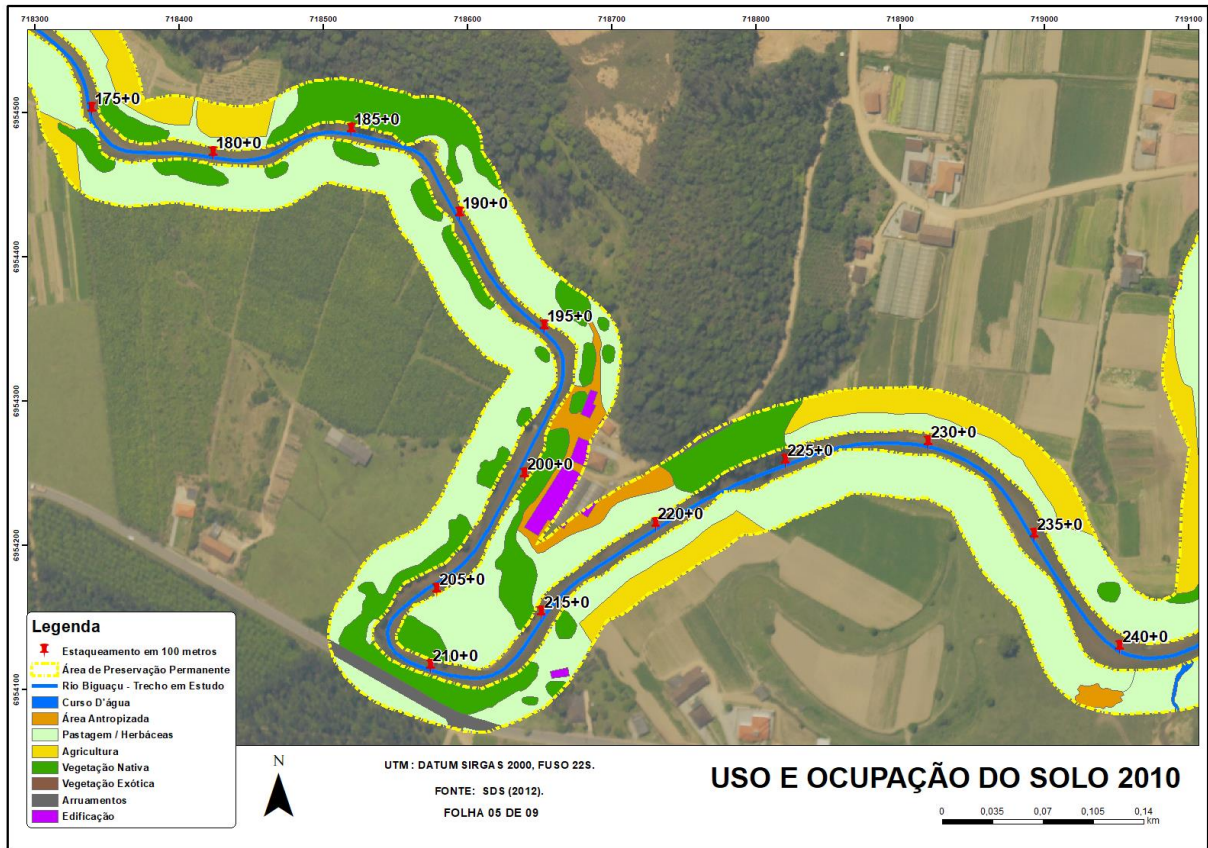 718300 718400 718500 718600 718700 718800 718900 719000 719100
6954500
6954400
6954300
6954200
6954100
175+0
180+0
185+0
190+0
195+0
200+0
205+0
210+0
215+0
220+0
225+0
230+0
235+0
240+0
Legenda
Estaqueamento em 100 metros
Área de Preservação Permanente
Rio Biguaçu - Trecho em Estudo
Curso D'água
Área Antropizada
Pastagem / Herbáceas
Agricultura
Vegetação Nativa
Vegetação Exótica
Arruamentos
Edificação
N
UTM: DATUM SIRGAS 2000, FUSO 22S.
FONTE: SDS (2012).
FOLHA 05 DE 09
USO E OCUPAÇÃO DO SOLO 2010
0 0,035 0,07 0,105 0,14
km